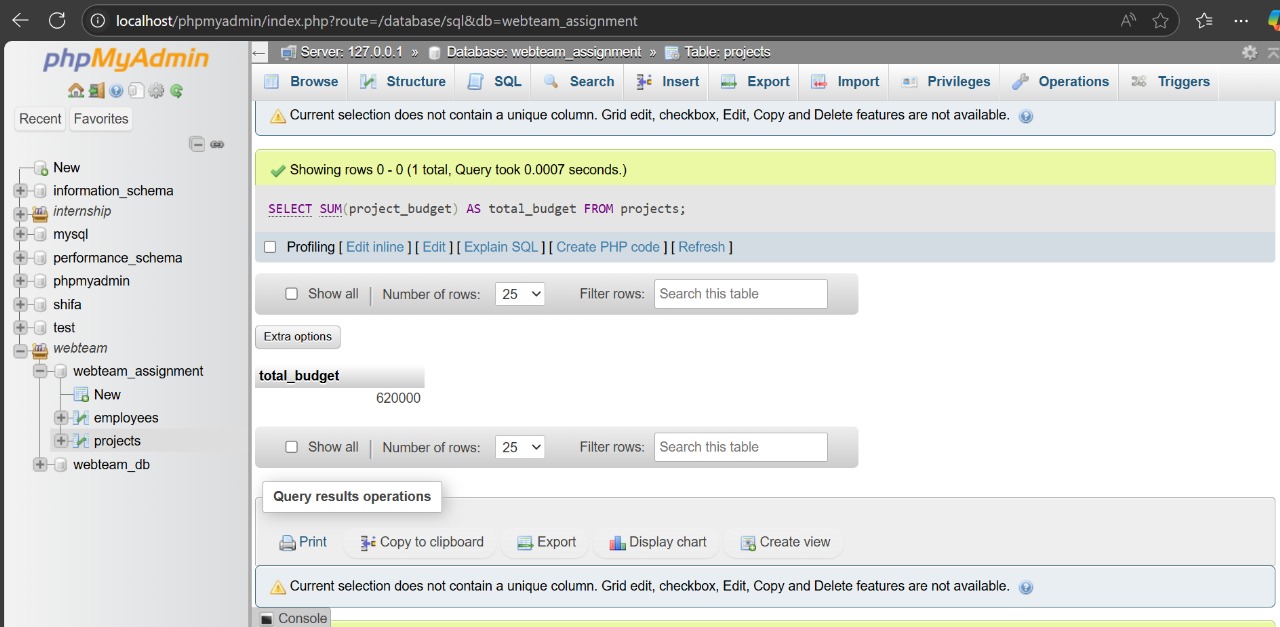 localhost/phpmyadmin/index.php?route=/database/sql&db=webteam_assignment
phpMyAdmin
Recent Favorites
New
information_schema
internship
mysql
performance_schema
phpmyadmin
shifa
test
webteam
webteam_assignment
New
employees
projects
webteam_db
Server: 127.0.0.1 » Database: webteam_assignment » Table: projects
Browse Structure SQL Search Insert Export Import Privileges Operations Triggers
Current selection does not contain a unique column. Grid edit, checkbox, Edit, Copy and Delete features are not available.
Showing rows 0 - 0 (1 total, Query took 0.0007 seconds.)
SELECT SUM(project_budget) AS total_budget FROM projects;
Profiling [ Edit inline ] [ Edit ] [ Explain SQL ] [ Create PHP code ] [ Refresh ]
Show all | Number of rows: 25 Filter rows: Search this table
Extra options
total_budget
620000
Show all | Number of rows: 25 Filter rows: Search this table
Query results operations
Print Copy to clipboard Export Display chart Create view
Current selection does not contain a unique column. Grid edit, checkbox, Edit, Copy and Delete features are not available.
Console